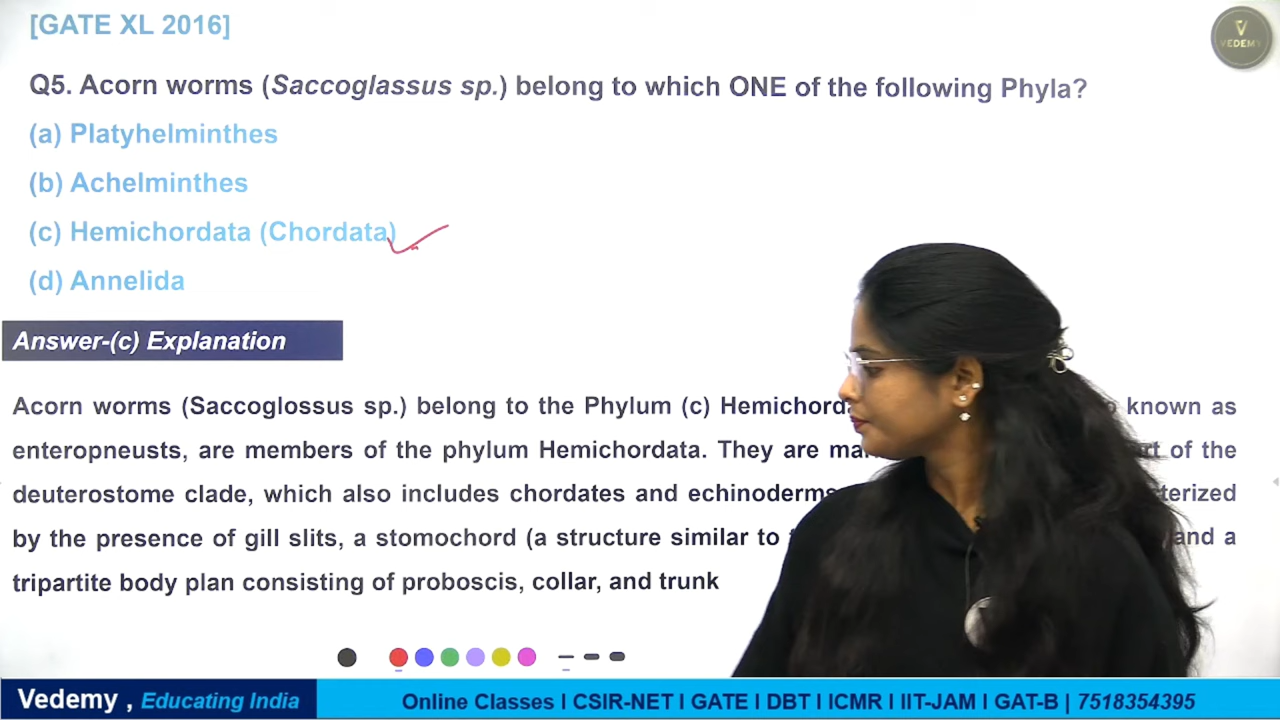 [GATE XL 2016]
VEDEMY
Q5. Acorn worms (Saccoglassus sp.) belong to which ONE of the following Phyla?
(a) Platyhelminthes
(b) Achelminthes
(c) Hemichordata (Chordata)
(d) Annelida
Answer-(c) Explanation
Acorn worms (Saccoglossus sp.) belong to the Phylum (c) known as
enteropneusts, are members of the phylum Hemichordata. They are of the
deuterostome clade, which also includes chordates and echinoderms
by the presence of gill slits, a stomochord (a structure similar to and a
tripartite body plan consisting of proboscis, collar, and trunk
Vedemy , Educating India
Online Classes I CSIR-NET I GATE I DBT I ICMR I IIT-JAM I GAT-B | 7518354395